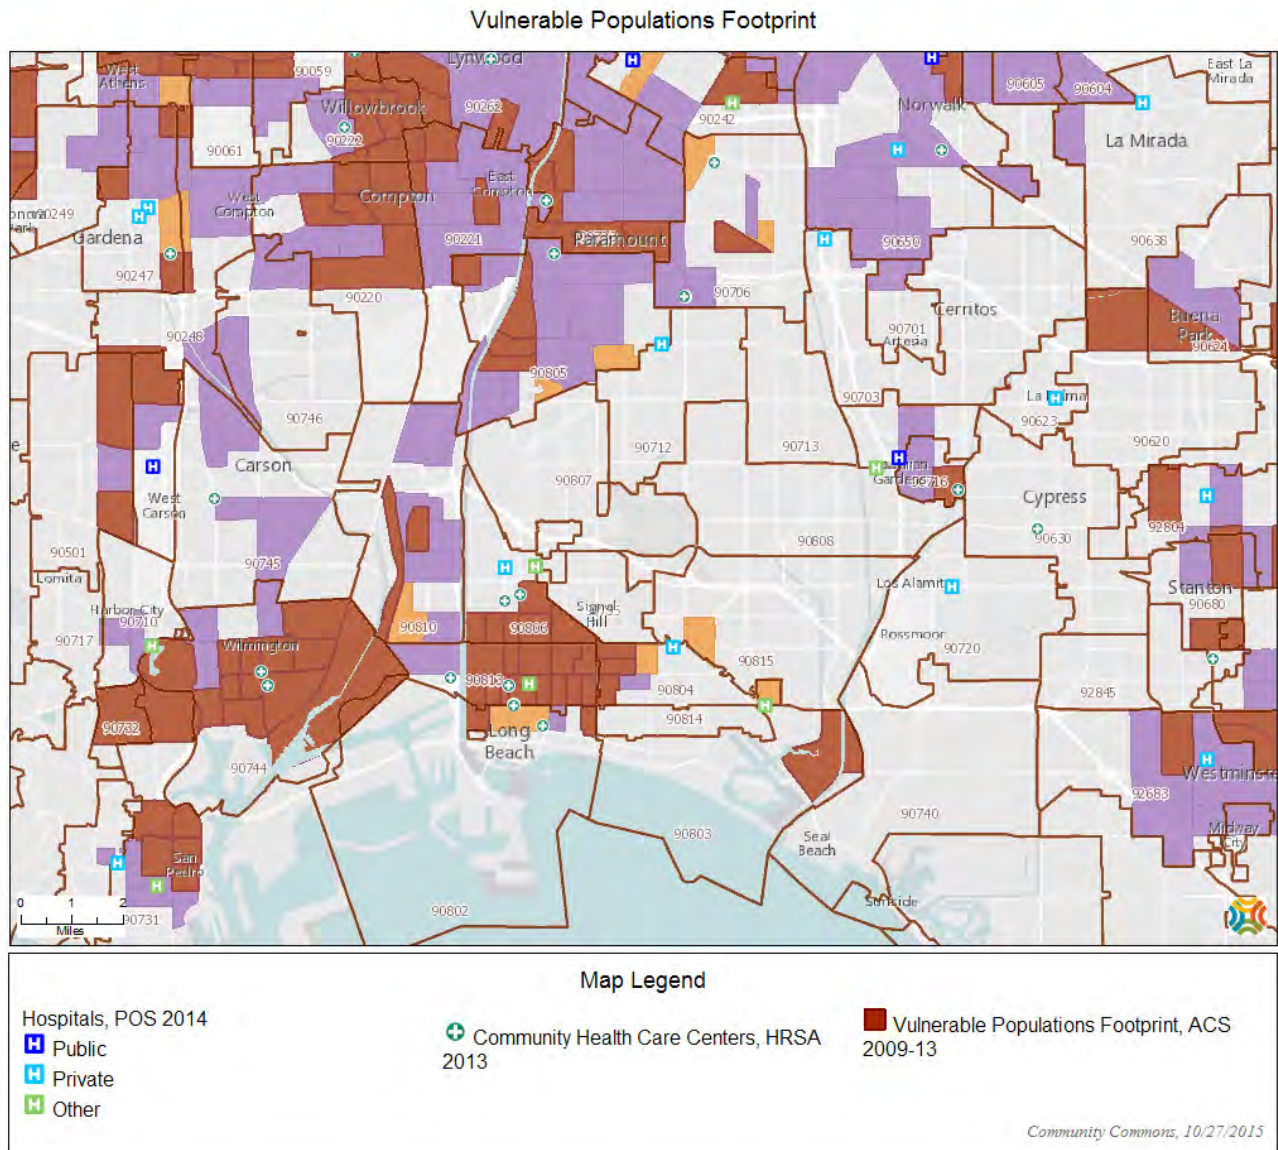 Vulnerable Populations Footprint
Lynwood
West
Athens
90059
East La
Mirada
90605
90604
Willowbrook
90262
90242
Norwalk
90222
La Mirada
90061
West
Compton
Compton
East
Compton
90249
Gardena
90221
Paramount
90650
90638
90247
90220
90706
Cerritos
90248
90701
Artesia
Buena
Park
90621
90805
90746
90703
La
90623
90712
90713
90620
Carson
90807
Gardens
90716
Cypress
West
Carson
92804
90501
90745
90808
90630
Lomita
Los Alamit
Stanton
Harbor City
90710
Signal
Hill
90680
90717
90810
90806
Wilmington
Rossmoor
90720
90815
90813
90804
92845
90732
90814
Long
Beach
90744
Westminste
92683
90740
Midway
City
90803
Seal
Beach
San
Pedro
90802
90731
0 1 2
Miles
Map Legend
Hospitals, POS 2014
H Public
H Private
H Other
Community Health Care Centers, HRSA
2013
Vulnerable Populations Footprint, ACS
2009-13
Community Commons, 10/27/2015